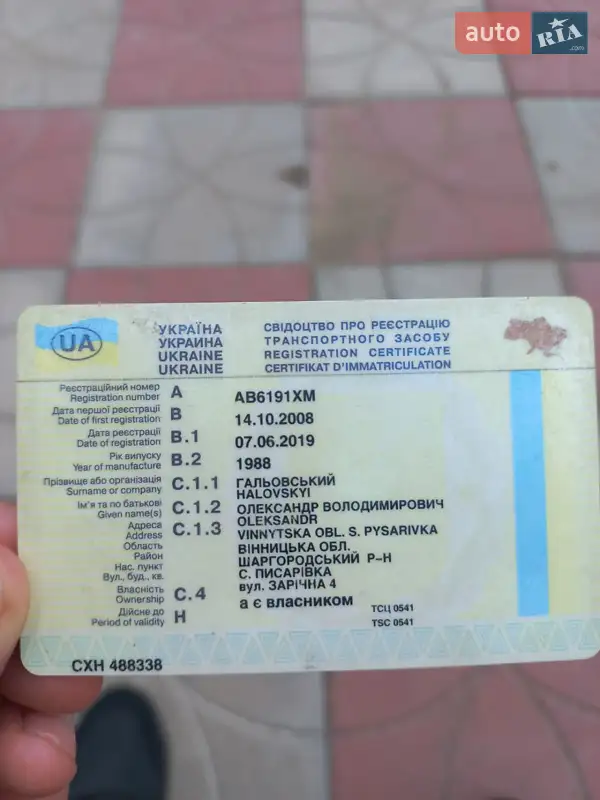 auto RIA .com
UA
УКРАЇНА
УКРАИНА
UKRAINE
UKRAINE
СВІДОЦТВО ПРО РЕЄСТРАЦІЮ
ТРАНСПОРТНОГО ЗАСОБУ
REGISTRATION CERTIFICATE
CERTIFIKAT D'IMMATRICULATION
Реєстраційний номер
Registration number A AB6191XM
Дата першої реєстрації
Date of first registration B 14.10.2008
Дата реєстрації
Date of registration B.1 07.06.2019
Рік випуску
Year of manufacture B.2 1988
Прізвище або організація C.1.1 ГАЛЬОВСЬКИЙ
Surname or company HALOVSKYI
Ім'я та по батькові C.1.2 ОЛЕКСАНДР ВОЛОДИМИРОВИЧ
Given name(s) OLEKSANDR
Адреса C.1.3 VINNYTSKA OBL. S. PYSARIVKA
Address
Область ВІННИЦЬКА ОБЛ.
Район ШАРГОРОДСЬКИЙ Р-Н
Нас. пункт С. ПИСАРІВКА
Вул., буд., кв. вул. ЗАРІЧНА 4
Власність
Ownership C.4 а є власником
Дійсне до
Period of validity H
ТСЦ 0541
TSC 0541
CXH 488338